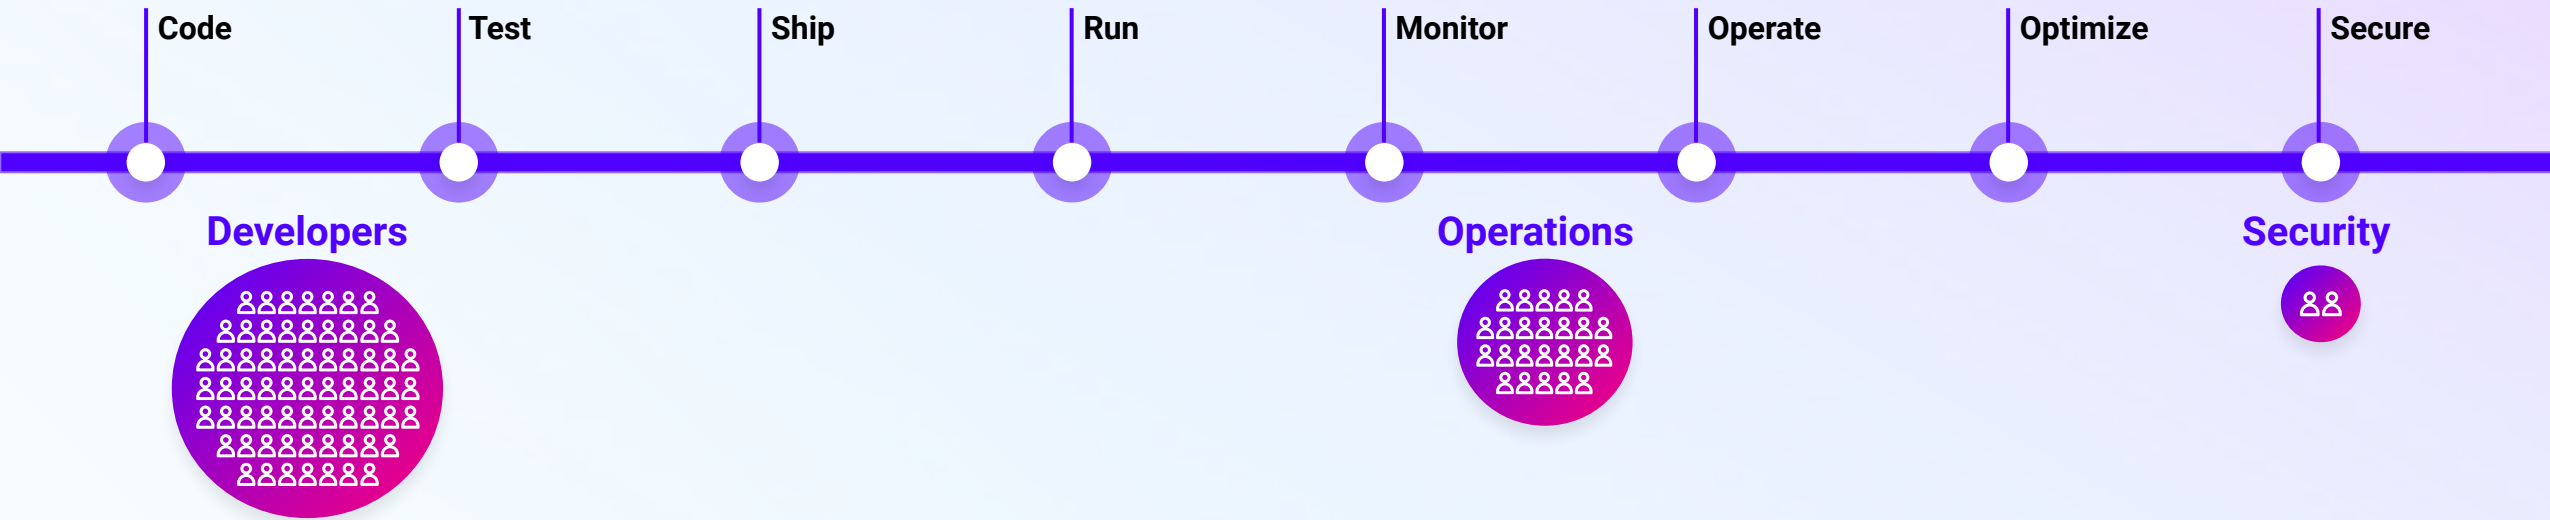 Code
Test
Ship
Run
Monitor
Operate
Optimize
Secure
Developers
Operations
Security